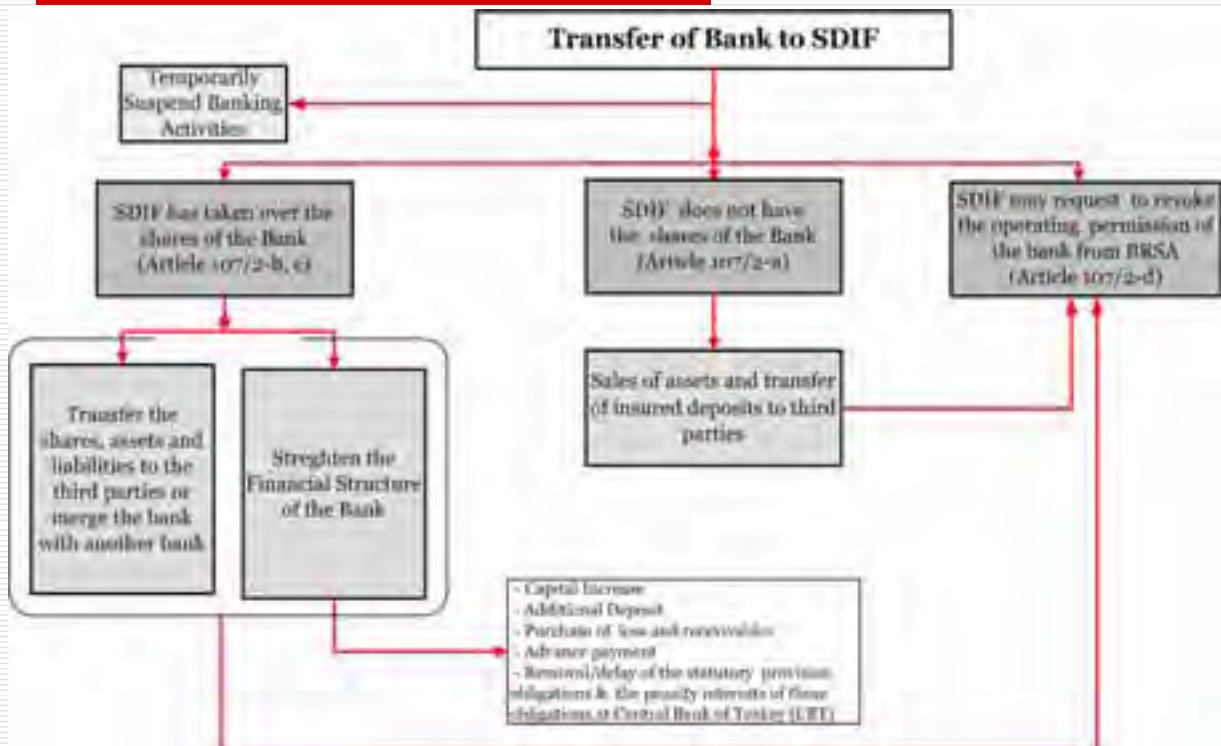 Transfer of Bank to SDIF
Temporarily
Suspend Banking
Activities
SDIF has taken over the
shares of the Bank
(Article 107/2-b, c)
SDIF does not have
the shares of the Bank
(Article 107/2-a)
SDIF may request to revoke
the operating permission of
the bank from BRSA
(Article 107/2-d)
Transfer the
shares, assets and
liabilities to the
third parties or
merge the bank
with another bank
Streghten the
Financial Structure
of the Bank
Sales of assets and transfer
of insured deposits to third
parties
- Capital Increase
- Additional Deposit
- Purchase of loss and receivables
- Advance payment
- Removal/delay of the statutory provision
obligations & the penalty interests of those
obligations at Central Bank of Turkey